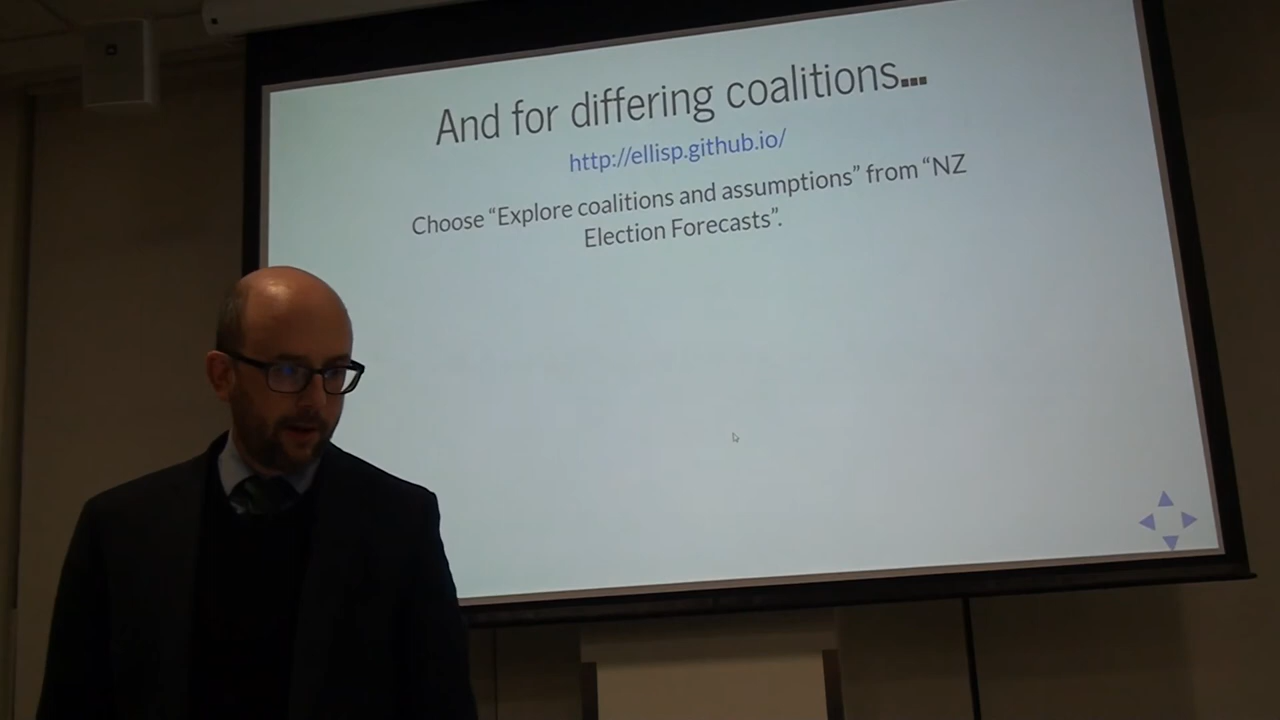 And for differing coalitions...
http://ellisp.github.io/
Choose “Explore coalitions and assumptions” from “NZ
Election Forecasts”.